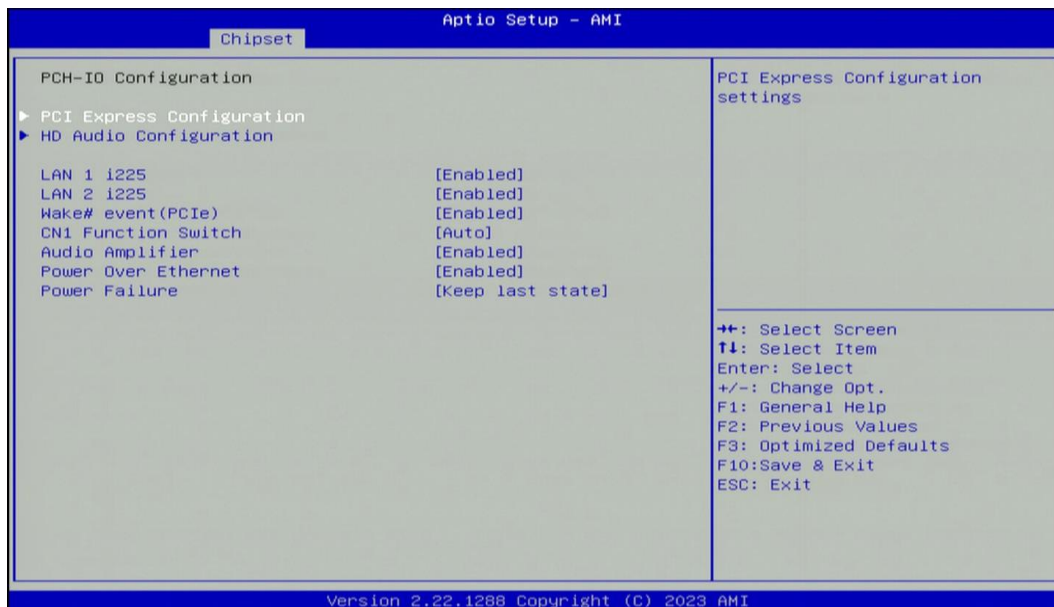 Aptio Setup – AMI
Chipset
PCH-IO Configuration
▶ PCI Express Configuration
▶ HD Audio Configuration
LAN 1 i225 [Enabled]
LAN 2 i225 [Enabled]
Wake# event(PCIe) [Enabled]
CN1 Function Switch [Auto]
Audio Amplifier [Enabled]
Power Over Ethernet [Enabled]
Power Failure [Keep last state]
PCI Express Configuration
settings
→←: Select Screen
↑↓: Select Item
Enter: Select
+/-: Change Opt.
F1: General Help
F2: Previous Values
F3: Optimized Defaults
F10:Save & Exit
ESC: Exit
Version 2.22.1288 Copyright (C) 2023 AMI